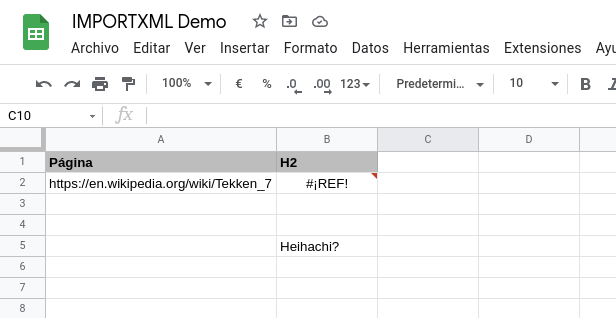 IMPORTXML Demo
Archivo Editar Ver Insertar Formato Datos Herramientas Extensiones Ayu
100% € % .0 .00 123 Predetermi... 10 B I
C10 fx
A B C D
1 Página H2
2 https://en.wikipedia.org/wiki/Tekken_7 #¡REF!
3
4
5 Heihachi?
6
7
8